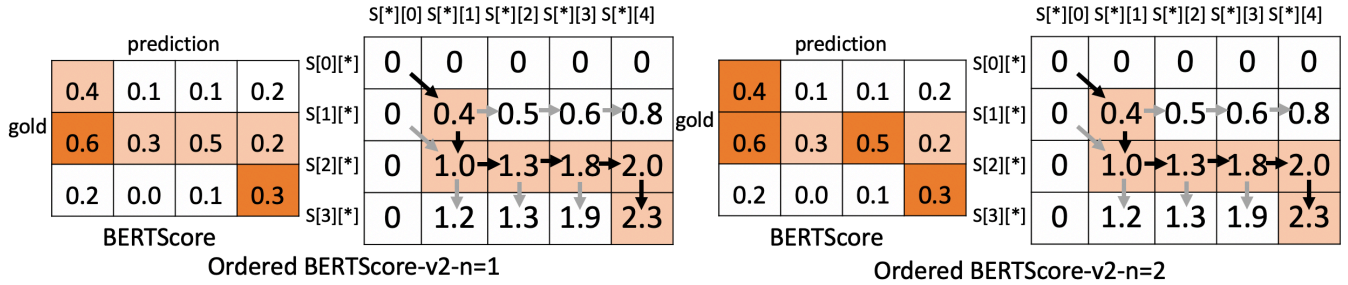 S[*][0] S[*][1] S[*][2] S[*][3] S[*][4]
prediction
gold
0.4 0.1 0.1 0.2
0.6 0.3 0.5 0.2
0.2 0.0 0.1 0.3
BERTScore
S[0][*] 0 0 0 0 0
S[1][*] 0 0.4 0.5 0.6 0.8
S[2][*] 0 1.0 1.3 1.8 2.0
S[3][*] 0 1.2 1.3 1.9 2.3
Ordered BERTScore-v2-n=1
S[*][0] S[*][1] S[*][2] S[*][3] S[*][4]
prediction
gold
0.4 0.1 0.1 0.2
0.6 0.3 0.5 0.2
0.2 0.0 0.1 0.3
BERTScore
S[0][*] 0 0 0 0 0
S[1][*] 0 0.4 0.5 0.6 0.8
S[2][*] 0 1.0 1.3 1.8 2.0
S[3][*] 0 1.2 1.3 1.9 2.3
Ordered BERTScore-v2-n=2